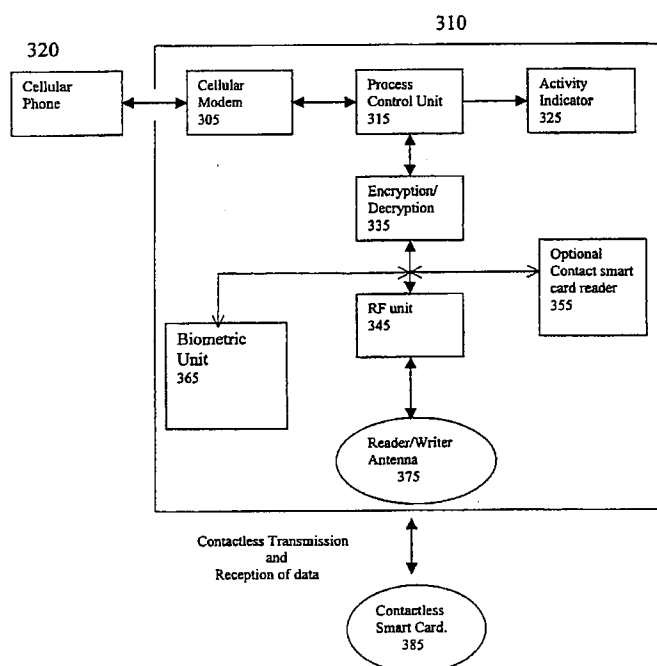 310
320
Cellular
Phone
Cellular
Modem
305
Process
Control Unit
315
Activity
Indicator
325
Encryption/
Decryption
335
Optional
Contact smart
card reader
355
RF unit
345
Biometric
Unit
365
Reader/Writer
Antenna
375
Contactless Transmission
and
Reception of data
Contactless
Smart Card.
385